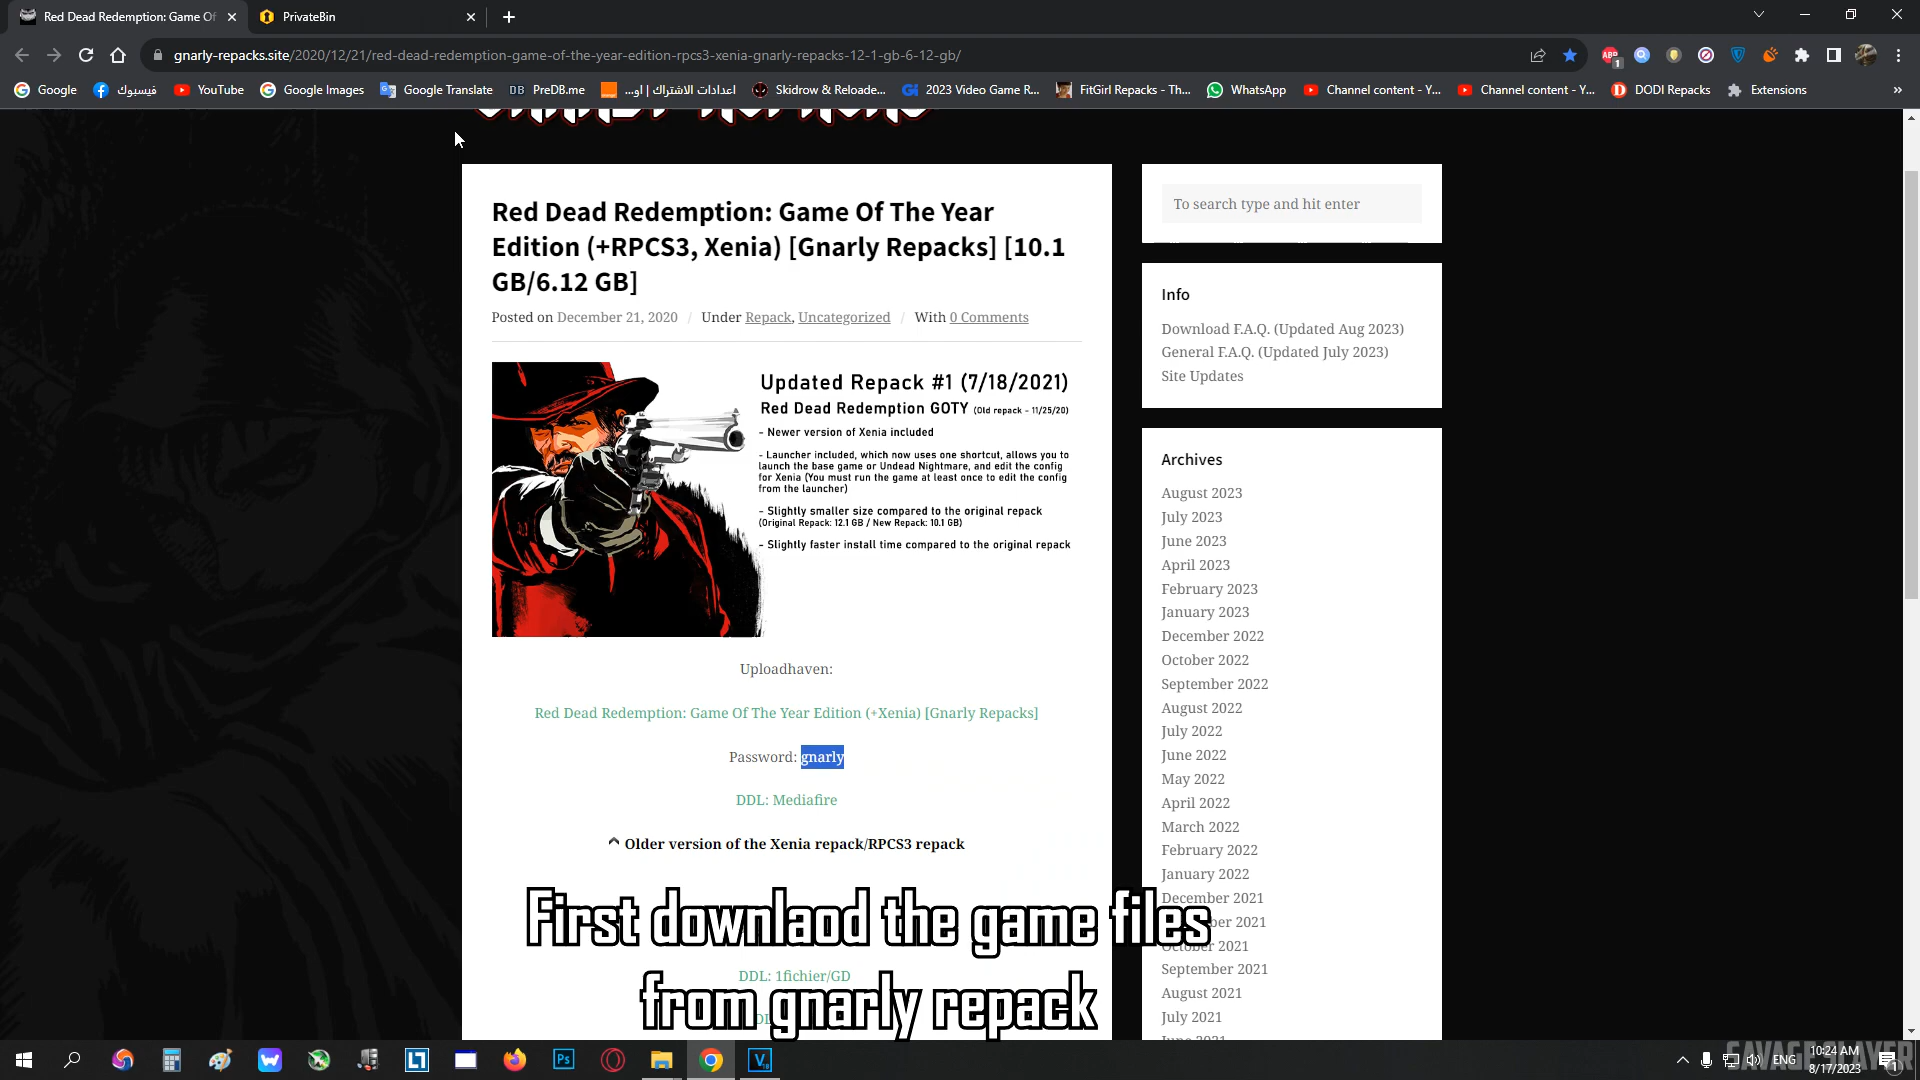 Red Dead Redemption: Game Of
PrivateBin
gnarly-repacks.site/2020/12/21/red-dead-redemption-game-of-the-year-edition-rpcs3-xenia-gnarly-repacks-12-1-gb-6-12-gb/
ABP
1
Google
فيسبوك
YouTube
Google Images
Google Translate
DB PreDB.me
اعدادات الاشتراك | او...
Skidrow & Reloade...
2023 Video Game R...
FitGirl Repacks - Th...
WhatsApp
Channel content - Y...
Channel content - Y...
DODI Repacks
Extensions
»
Red Dead Redemption: Game Of The Year
Edition (+RPCS3, Xenia) [Gnarly Repacks] [10.1
GB/6.12 GB]
Posted on December 21, 2020 / Under Repack, Uncategorized / With 0 Comments
Updated Repack #1 (7/18/2021)
Red Dead Redemption GOTY (Old repack - 11/25/20)
- Newer version of Xenia included
- Launcher included, which now uses one shortcut, allows you to
launch the base game or Undead Nightmare, and edit the config
for Xenia (You must run the game at least once to edit the config
from the launcher)
- Slightly smaller size compared to the original repack
(Original Repack: 12.1 GB / New Repack: 10.1 GB)
- Slightly faster install time compared to the original repack
Uploadhaven:
Red Dead Redemption: Game Of The Year Edition (+Xenia) [Gnarly Repacks]
Password: gnarly
DDL: Mediafire
Older version of the Xenia repack/RPCS3 repack
First downlaod the game files
DDL: 1fichier/GD
from gnarly repack
To search type and hit enter
Info
Download F.A.Q. (Updated Aug 2023)
General F.A.Q. (Updated July 2023)
Site Updates
Archives
August 2023
July 2023
June 2023
April 2023
February 2023
January 2023
December 2022
October 2022
September 2022
August 2022
July 2022
June 2022
May 2022
April 2022
March 2022
February 2022
January 2022
December 2021
October 2021
September 2021
August 2021
July 2021
June 2021
Ps
ENG
10:24 AM
8/17/2023
SAVAGESLAYER